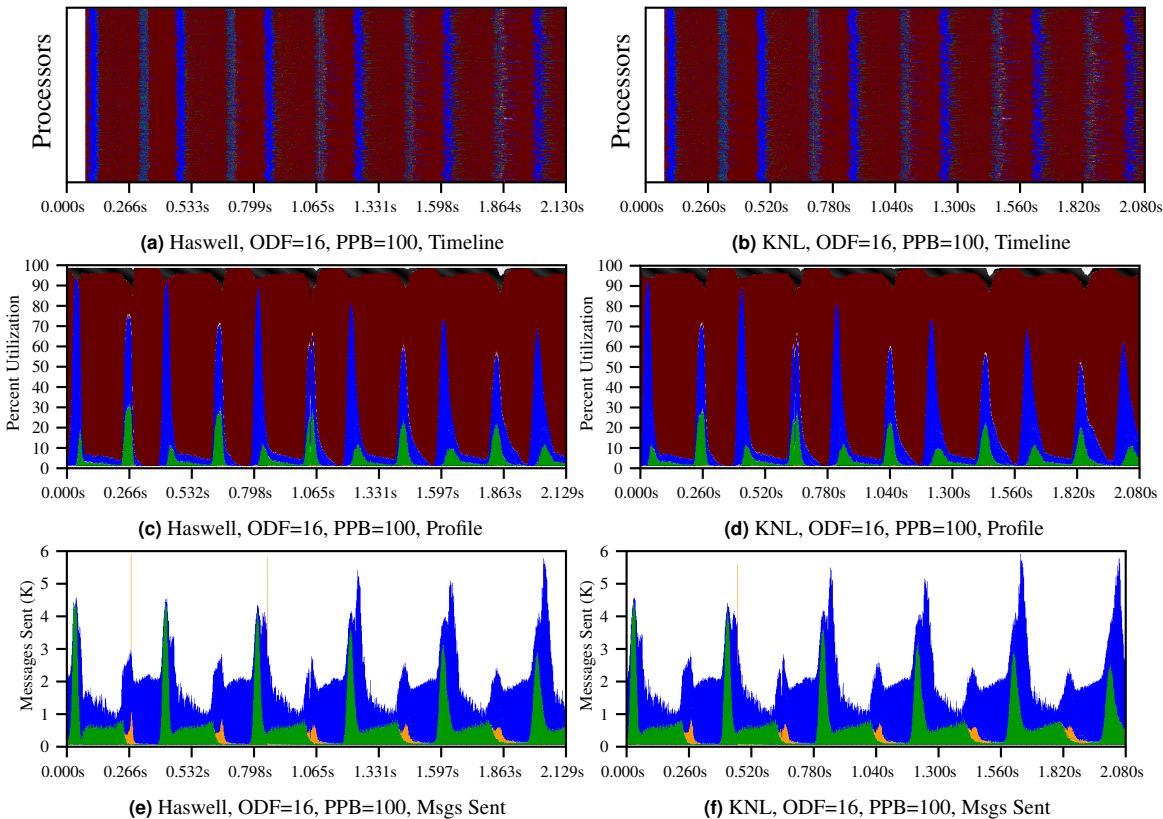 Processors
0.000s 0.266s 0.533s 0.799s 1.065s 1.331s 1.598s 1.864s 2.130s
(a) Haswell, ODF=16, PPB=100, Timeline
Processors
0.000s 0.260s 0.520s 0.780s 1.040s 1.300s 1.560s 1.820s 2.080s
(b) KNL, ODF=16, PPB=100, Timeline
Percent Utilization
100
90
80
70
60
50
40
30
20
10
0
0.000s 0.266s 0.532s 0.798s 1.065s 1.331s 1.597s 1.863s 2.129s
(c) Haswell, ODF=16, PPB=100, Profile
Percent Utilization
100
90
80
70
60
50
40
30
20
10
0
0.000s 0.260s 0.520s 0.780s 1.040s 1.300s 1.560s 1.820s 2.080s
(d) KNL, ODF=16, PPB=100, Profile
Messages Sent (K)
6
5
4
3
2
1
0
0.000s 0.266s 0.532s 0.798s 1.065s 1.331s 1.597s 1.863s 2.129s
(e) Haswell, ODF=16, PPB=100, Msgs Sent
Messages Sent (K)
6
5
4
3
2
1
0
0.000s 0.260s 0.520s 0.780s 1.040s 1.300s 1.560s 1.820s 2.080s
(f) KNL, ODF=16, PPB=100, Msgs Sent